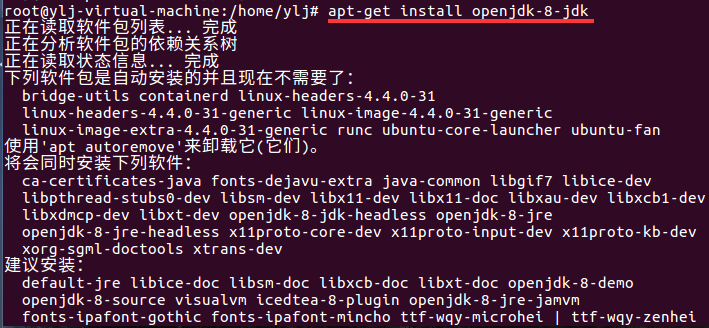 root@ylj-virtual-machine:/home/ylj# apt-get install openjdk-8-jdk
正在读取软件包列表... 完成
正在分析软件包的依赖关系树
正在读取状态信息... 完成
下列软件包是自动安装的并且现在不需要了：
  bridge-utils containerd linux-headers-4.4.0-31
  linux-headers-4.4.0-31-generic linux-image-4.4.0-31-generic
  linux-image-extra-4.4.0-31-generic runc ubuntu-core-launcher ubuntu-fan
使用'apt autoremove'来卸载它(它们)。
将会同时安装下列软件：
  ca-certificates-java fonts-dejavu-extra java-common libgif7 libice-dev
  libpthread-stubs0-dev libsm-dev libx11-dev libx11-doc libxau-dev libxcb1-dev
  libxdmcp-dev libxt-dev openjdk-8-jdk-headless openjdk-8-jre
  openjdk-8-jre-headless x11proto-core-dev x11proto-input-dev x11proto-kb-dev
  xorg-sgml-doctools xtrans-dev
建议安装：
  default-jre libice-doc libsm-doc libxcb-doc libxt-doc openjdk-8-demo
  openjdk-8-source visualvm icedtea-8-plugin openjdk-8-jre-jamvm
  fonts-ipafont-gothic fonts-ipafont-mincho ttf-wqy-microhei | ttf-wqy-zenhei